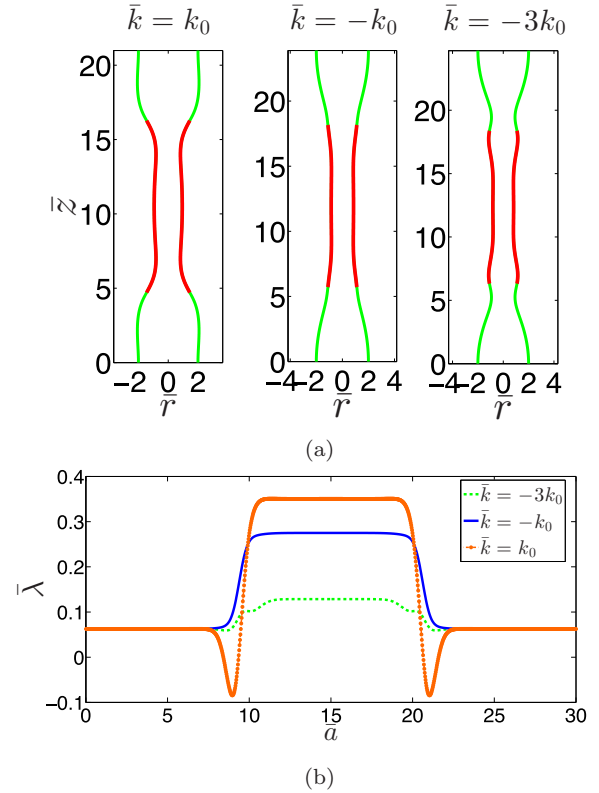 k̄ = k₀ k̄ = −k₀ k̄ = −3k₀
20
15
10
5
0
z̄
−2 0 2
r̄
20
15
10
5
0
−4 −2 0 2 4
r̄
20
15
10
5
0
−4 −2 0 2 4
r̄
(a)
0.4
0.3
0.2
0.1
0
−0.1
λ̄
k̄ = −3k₀
k̄ = −k₀
k̄ = k₀
0 5 10 15 20 25 30
ā
(b)